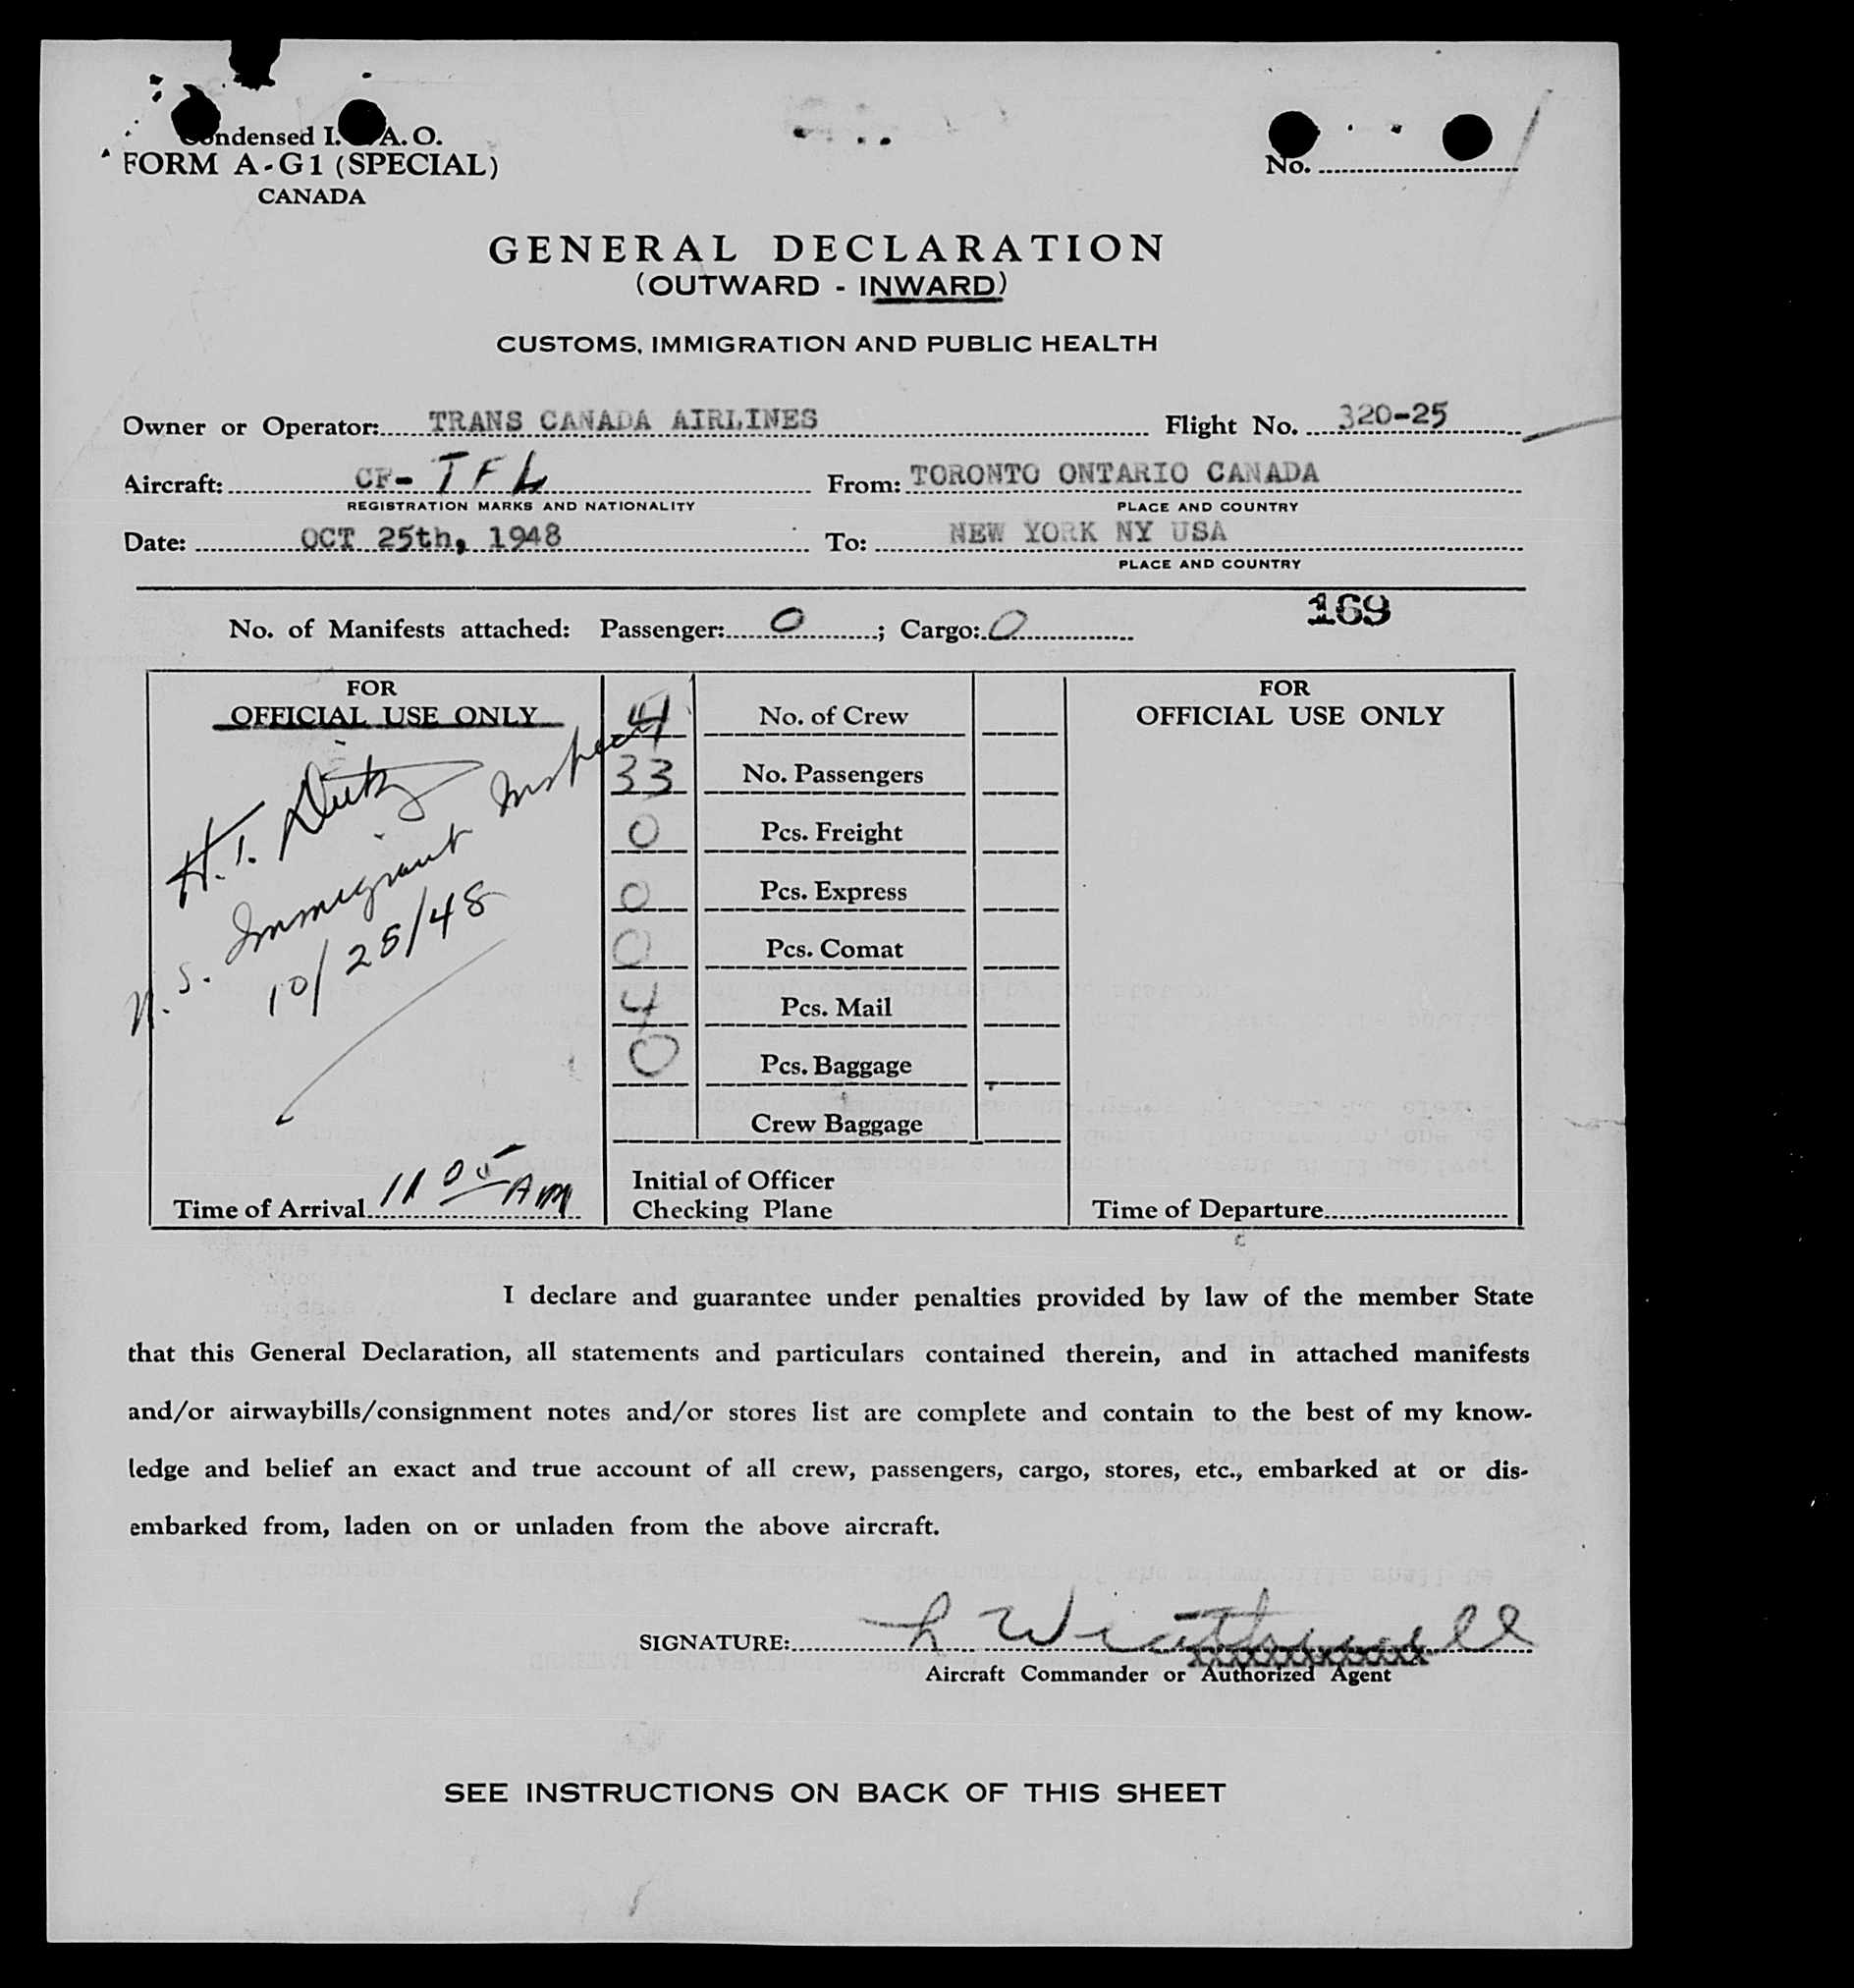 Condensed I. A. O.
FORM A-G1 (SPECIAL)
CANADA
No.
GENERAL DECLARATION
(OUTWARD - INWARD)
CUSTOMS, IMMIGRATION AND PUBLIC HEALTH
Owner or Operator: TRANS CANADA AIRLINES Flight No. 320-25
Aircraft: CF- TFL From: TORONTO ONTARIO CANADA
REGISTRATION MARKS AND NATIONALITY PLACE AND COUNTRY
Date: OCT 25th, 1948 To: NEW YORK NY USA
PLACE AND COUNTRY
169
No. of Manifests attached: Passenger: 0 ; Cargo: 0
FOR
OFFICIAL USE ONLY
H. Dietz
Immigrant Inspector
10/25/48
Time of Arrival 11 05 AM
4 No. of Crew
33 No. Passengers
0 Pcs. Freight
0 Pcs. Express
0 Pcs. Comat
4 Pcs. Mail
0 Pcs. Baggage
Crew Baggage
Initial of Officer
Checking Plane
FOR
OFFICIAL USE ONLY
Time of Departure
I declare and guarantee under penalties provided by law of the member State
that this General Declaration, all statements and particulars contained therein, and in attached manifests
and/or airwaybills/consignment notes and/or stores list are complete and contain to the best of my know-
ledge and belief an exact and true account of all crew, passengers, cargo, stores, etc., embarked at or dis-
embarked from, laden on or unladen from the above aircraft.
SIGNATURE:
Aircraft Commander or Authorized Agent
SEE INSTRUCTIONS ON BACK OF THIS SHEET